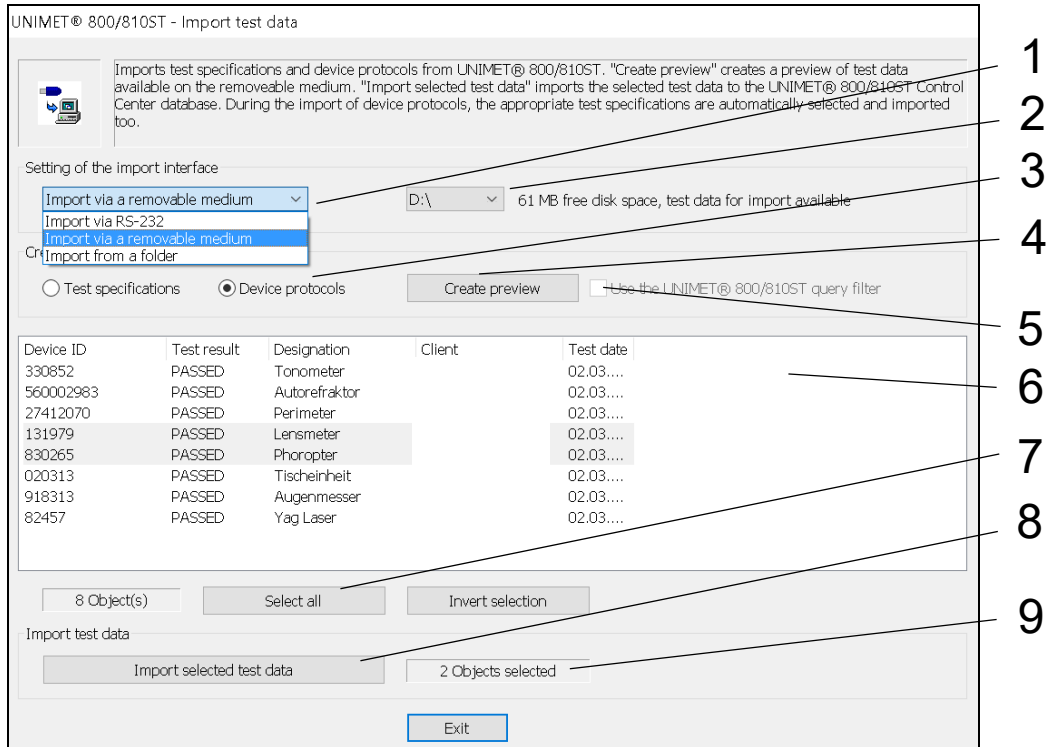 UNIMET® 800/810ST - Import test data
Imports test specifications and device protocols from UNIMET® 800/810ST. "Create preview" creates a preview of test data
available on the removeable medium. "Import selected test data" imports the selected test data to the UNIMET® 800/810ST Control
Center database. During the import of device protocols, the appropriate test specifications are automatically selected and imported
too.
1
2
Setting of the import interface
3
Import via a removable medium D:\ 61 MB free disk space, test data for import available
Import via RS-232
Import via a removable medium
4
Cre
Import from a folder
Test specifications Device protocols Create preview Use the UNIMET® 800/810ST query filter
5
Device ID Test result Designation Client Test date
330852 PASSED Tonometer 02.03....
6
560002983 PASSED Autorefraktor 02.03....
27412070 PASSED Perimeter 02.03....
131979 PASSED Lensmeter 02.03....
830265 PASSED Phoropter 02.03....
7
020313 PASSED Tischeinheit 02.03....
918313 PASSED Augenmesser 02.03....
82457 PASSED Yag Laser 02.03....
8
8 Object(s) Select all Invert selection
9
Import test data
Import selected test data 2 Objects selected
Exit